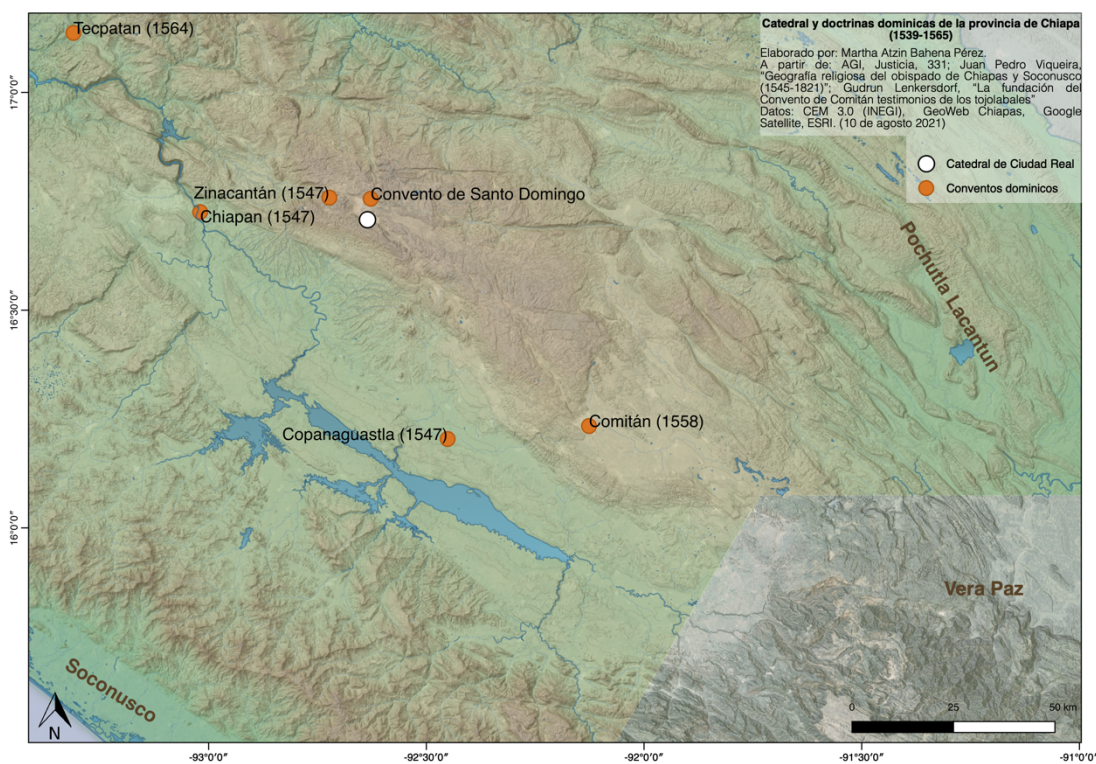 Catedral y doctrinas dominicas de la provincia de Chiapa
(1539-1565)
Elaborado por: Martha Atzin Bahena Pérez.
A partir de: AGI, Justicia, 331; Juan Pedro Viqueira,
"Geografía religiosa del obispado de Chiapas y Soconusco
(1545-1821)"; Gudrun Lenkersdorf, "La fundación del
Convento de Comitán testimonios de los tojolabales"
Datos: CEM 3.0 (INEGI), GeoWeb Chiapas, Google
Satellite, ESRI. (10 de agosto 2021)
Catedral de Ciudad Real
Conventos dominicos
Tecpatan (1564)
Zinacantán (1547)
Convento de Santo Domingo
Chiapan (1547)
Pochutla Lacantun
Comitán (1558)
Copanaguastla (1547)
Vera Paz
Soconusco
N
0 25 50 km
17°0'0"
16°30'0"
16°0'0"
-93°0'0" -92°30'0" -92°0'0" -91°30'0" -91°0'0"